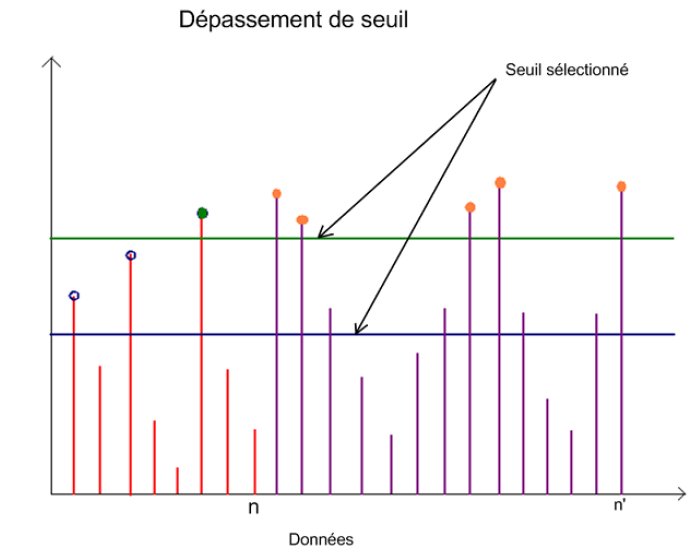 Dépassement de seuil
Seuil sélectionné
n
n'
Données